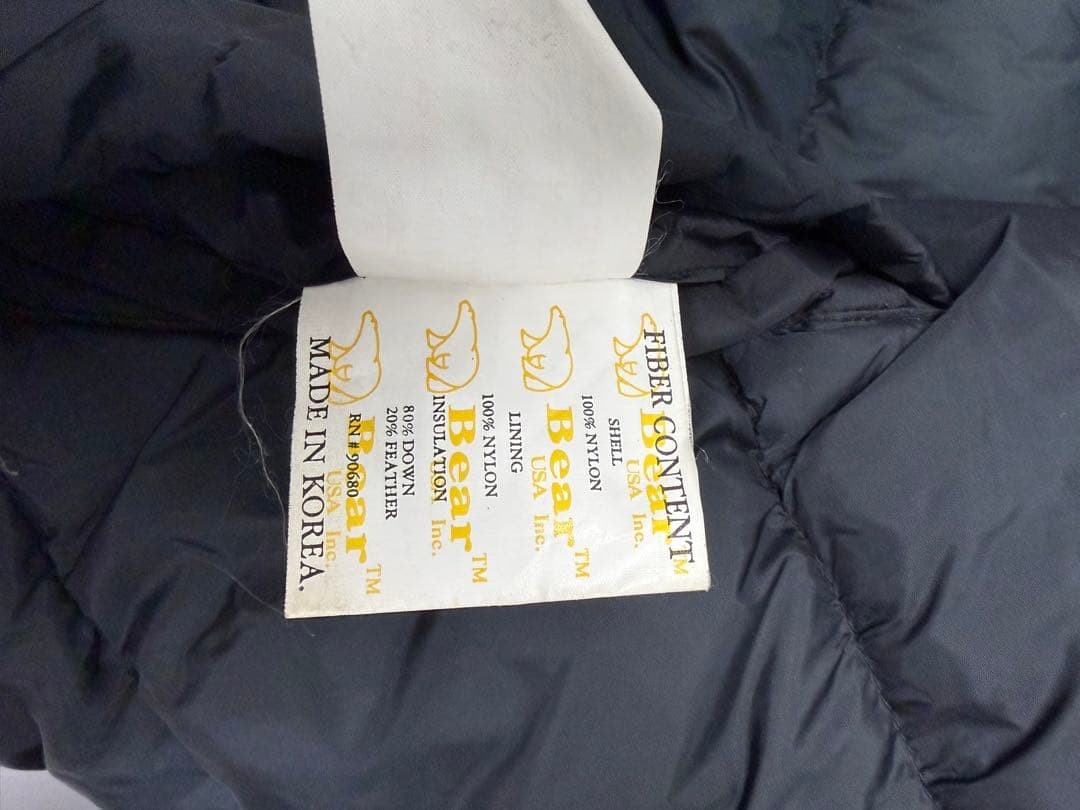 FIBER CONTENT
SHELL
100% NYLON
LINING
100% NYLON
INSULATION
80% DOWN
20% FEATHER
RN # 90680
MADE IN KOREA.
Bear TM
USA Inc.
Bear TM
USA Inc.
Bear TM
USA Inc.
Bear TM
USA Inc.